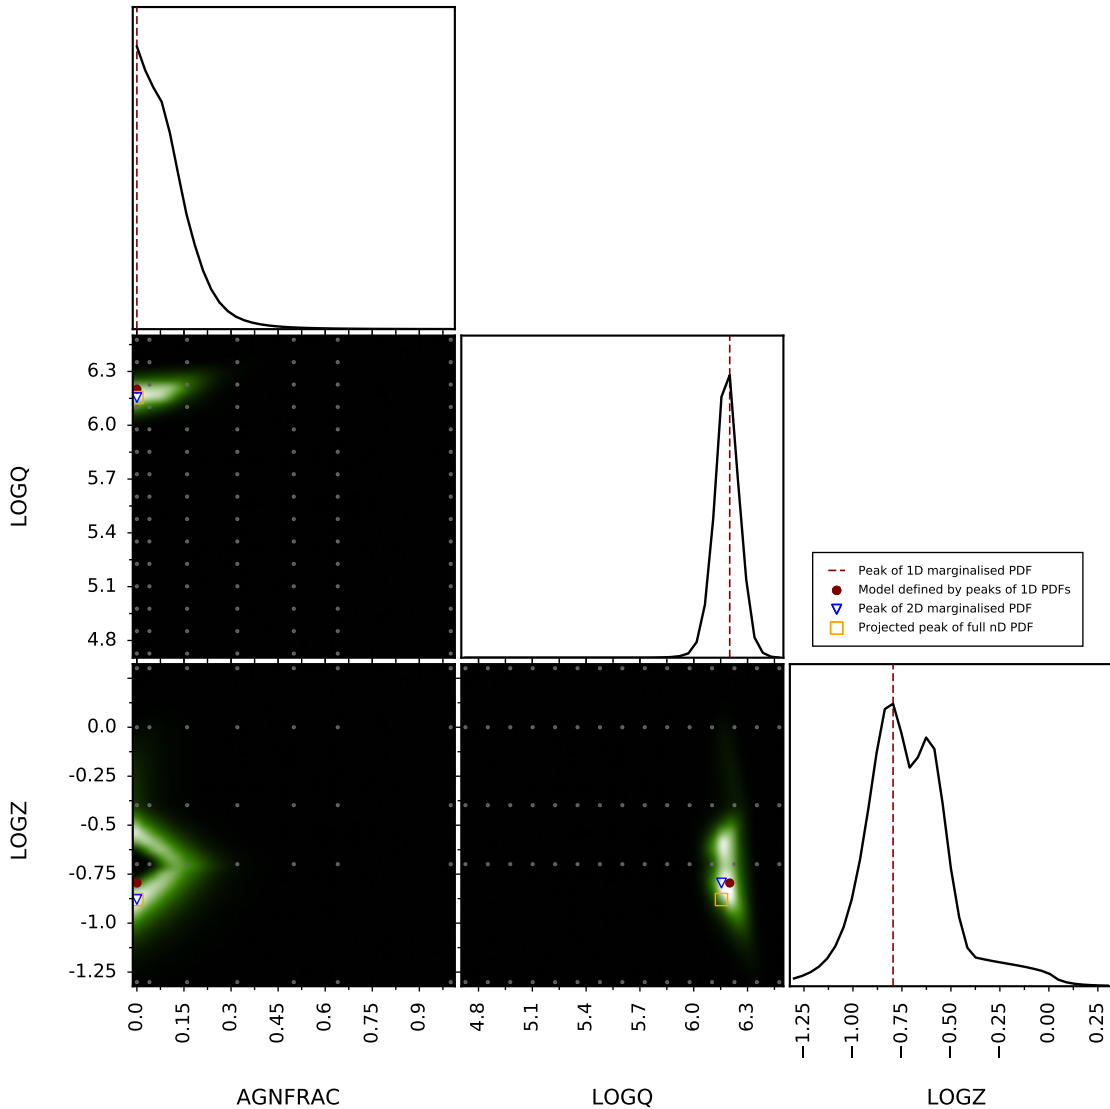 LOGQ
6.3
6.0
5.7
5.4
5.1
4.8
Peak of 1D marginalised PDF
Model defined by peaks of 1D PDFs
Peak of 2D marginalised PDF
Projected peak of full nD PDF
LOGZ
0.0
-0.25
-0.5
-0.75
-1.0
-1.25
0.0 0.15 0.3 0.45 0.6 0.75 0.9
4.8 5.1 5.4 5.7 6.0 6.3
−1.25 −1.00 −0.75 −0.50 −0.25 0.00 0.25
AGNFRAC LOGQ LOGZ